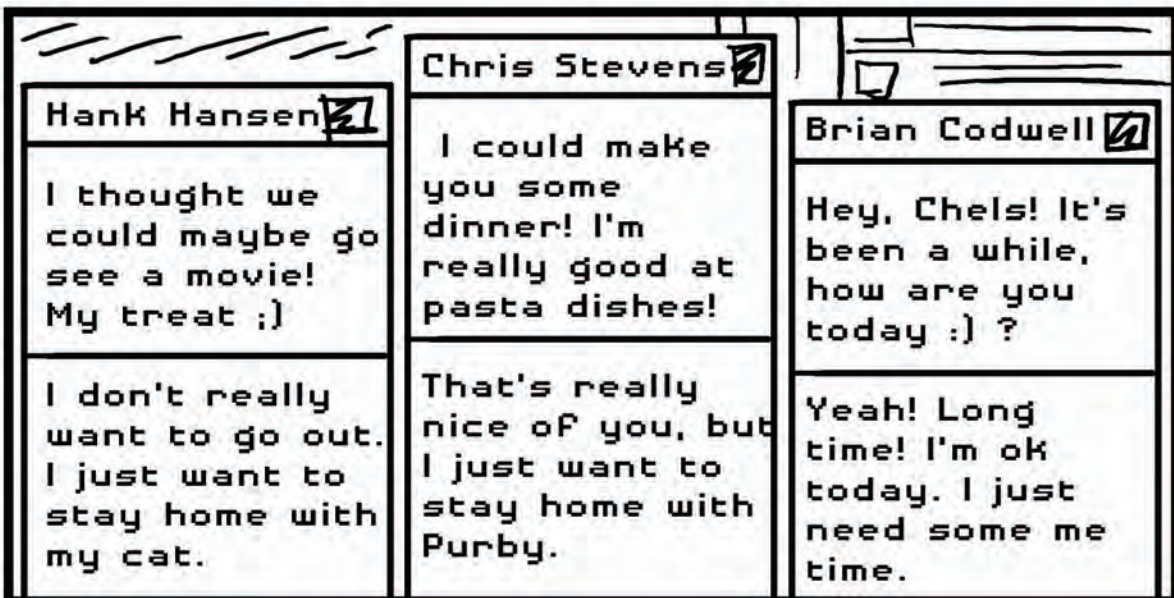 Hank Hansen
I thought we
could maybe go
see a movie!
My treat ;)
I don't really
want to go out.
I just want to
stay home with
my cat.
Chris Stevens
I could make
you some
dinner! I'm
really good at
pasta dishes!
That's really
nice of you, but
I just want to
stay home with
Purby.
Brian Codwell
Hey, Chels! It's
been a while,
how are you
today :) ?
Yeah! Long
time! I'm ok
today. I just
need some me
time.